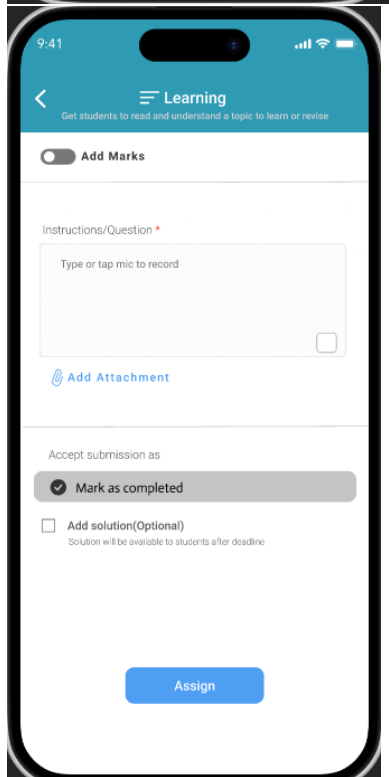 9:41
Learning
Get students to read and understand a topic to learn or revise
Add Marks
Instructions/Question *
Type or tap mic to record
Add Attachment
Accept submission as
Mark as completed
Add solution(Optional)
Solution will be available to students after deadline
Assign